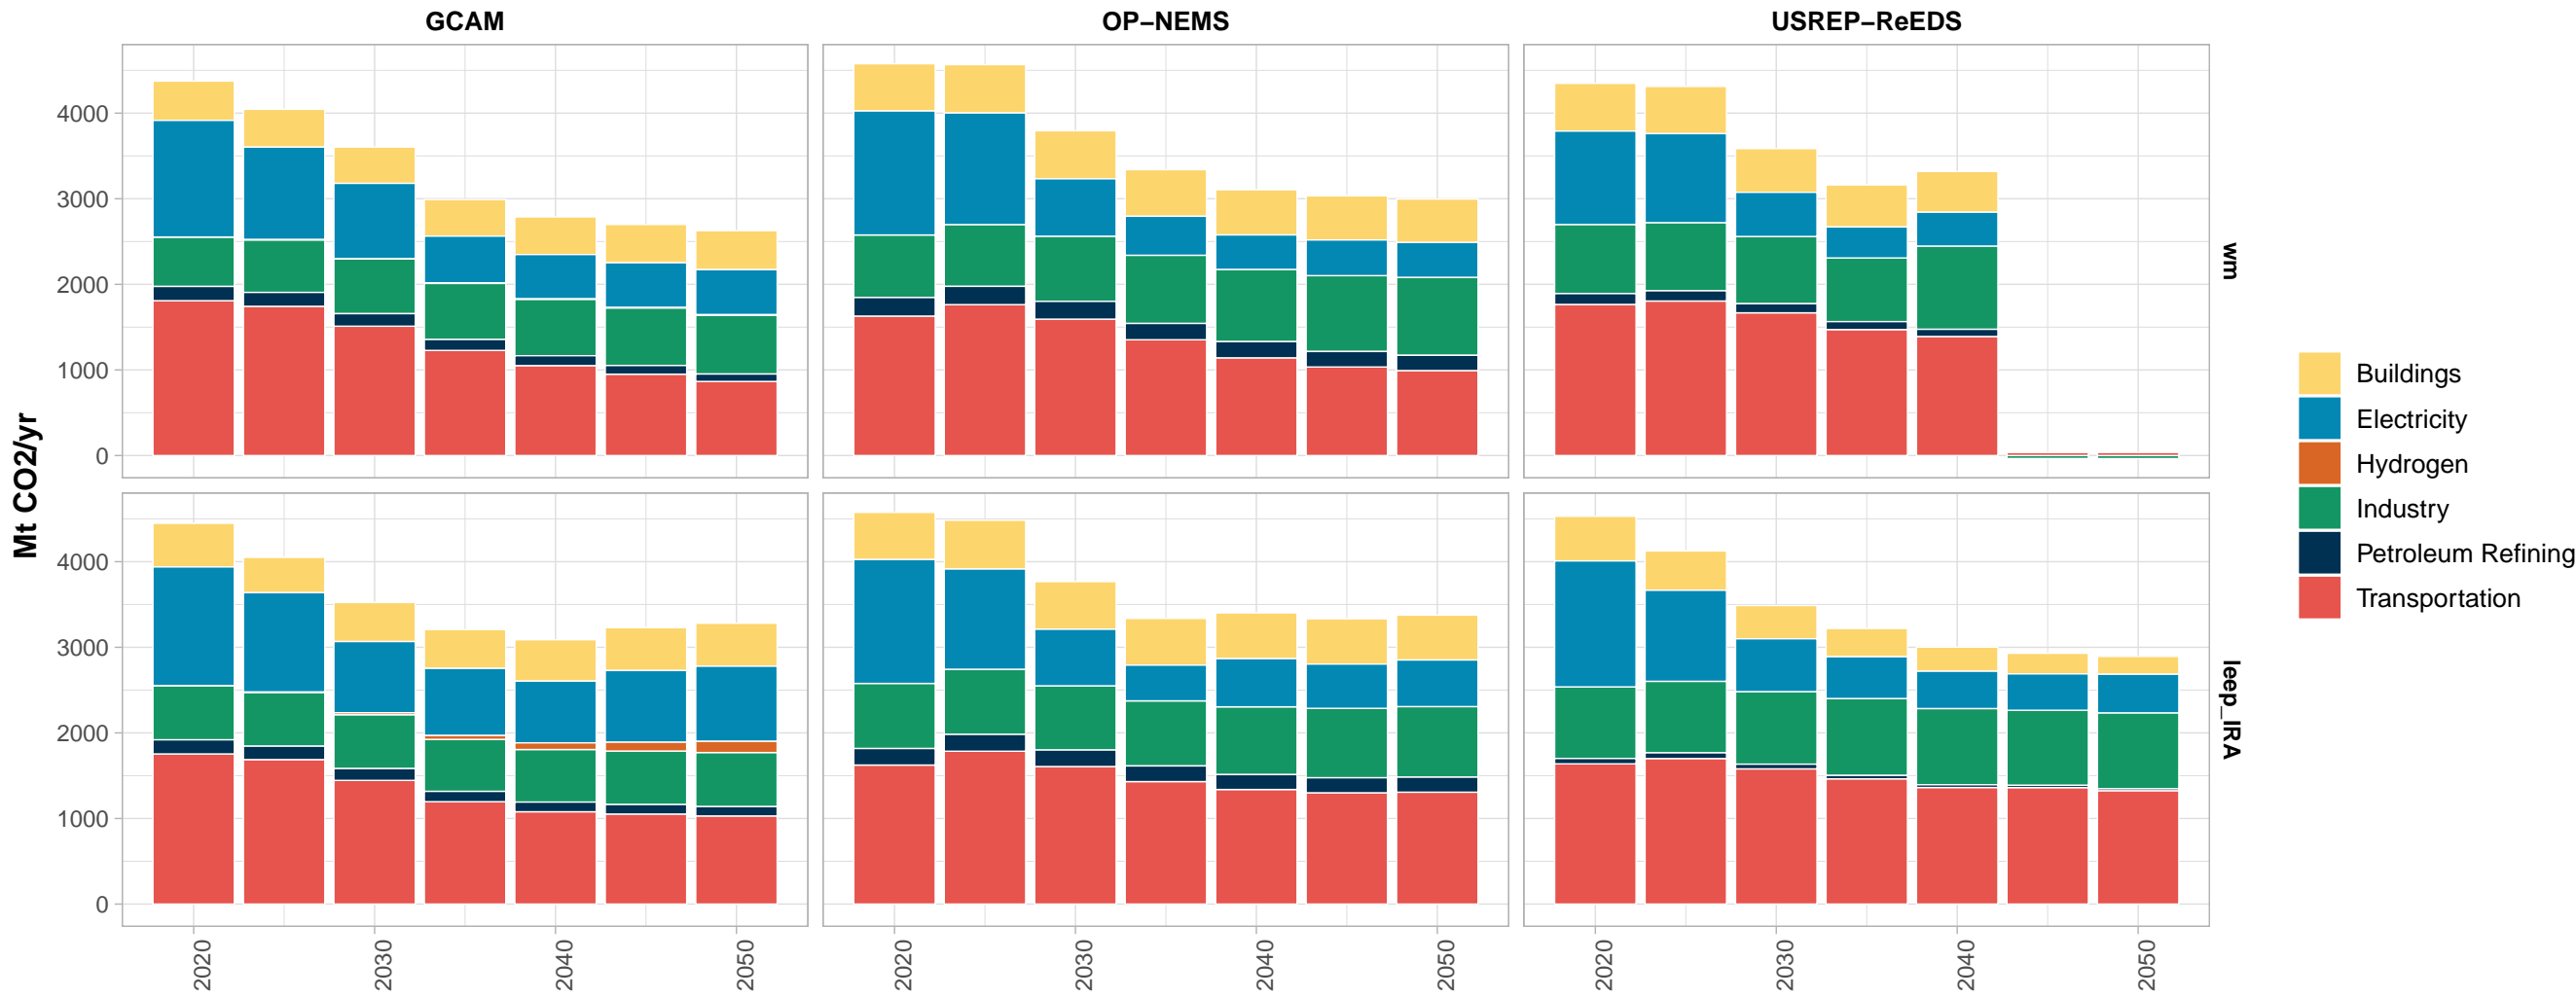 GCAM
OP−NEMS
USREP−ReEDS
Mt CO2/yr
4000
3000
2000
1000
0
wm
4000
3000
2000
1000
0
leep_IRA
2020
2030
2040
2050
2020
2030
2040
2050
2020
2030
2040
2050
Buildings
Electricity
Hydrogen
Industry
Petroleum Refining
Transportation